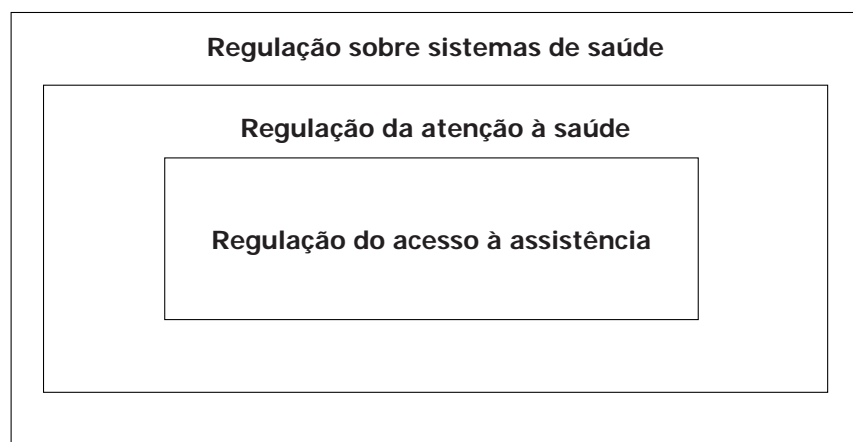 Regulação sobre sistemas de saúde
Regulação da atenção à saúde
Regulação do acesso à assistência